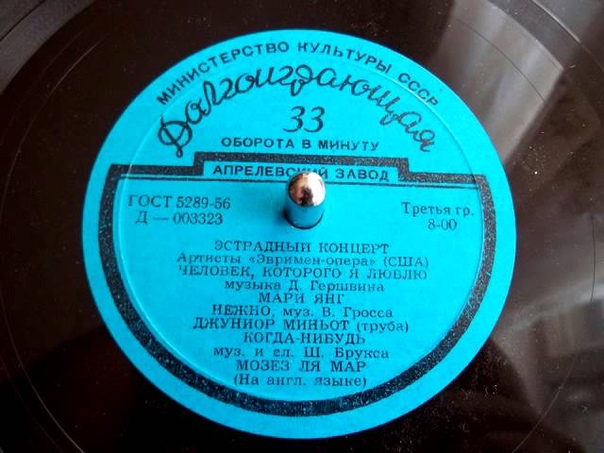 МИНИСТЕРСТВО КУЛЬТУРЫ СССР
Долгоиграющая
33
ОБОРОТА В МИНУТУ
АПРЕЛЕВСКИЙ ЗАВОД
ГОСТ 5289-56
Д — 003323
Третья гр.
8-00
ЭСТРАДНЫЙ КОНЦЕРТ
Артисты «Эвримен-опера» (США)
ЧЕЛОВЕК, КОТОРОГО Я ЛЮБЛЮ
музыка Д. Гершвина
МАРИ ЯНГ
НЕЖНО, муз. В. Гросса
ДЖУНИОР МИНЬОТ (труба)
КОГДА-НИБУДЬ
муз. и сл. Ш. Брукса
МОЗЕЗ ЛЯ МАР
(На англ. языке)